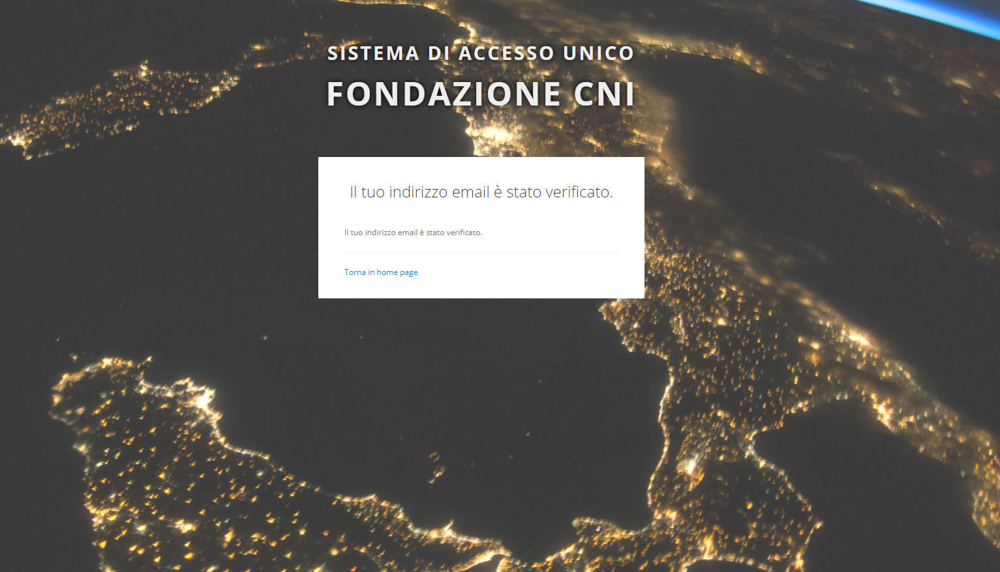 SISTEMA DI ACCESSO UNICO
FONDAZIONE CNI
Il tuo indirizzo email è stato verificato.
Il tuo indirizzo email è stato verificato.
Torna in home page